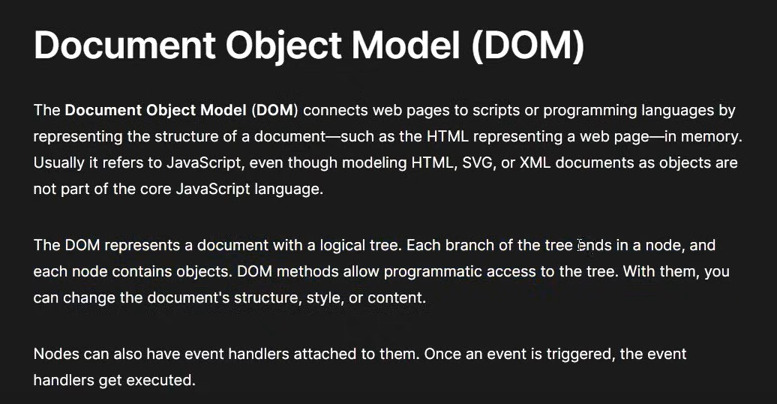 Document Object Model (DOM)
The Document Object Model (DOM) connects web pages to scripts or programming languages by
representing the structure of a document—such as the HTML representing a web page—in memory.
Usually it refers to JavaScript, even though modeling HTML, SVG, or XML documents as objects are
not part of the core JavaScript language.
The DOM represents a document with a logical tree. Each branch of the tree ends in a node, and
each node contains objects. DOM methods allow programmatic access to the tree. With them, you
can change the document's structure, style, or content.
Nodes can also have event handlers attached to them. Once an event is triggered, the event
handlers get executed.